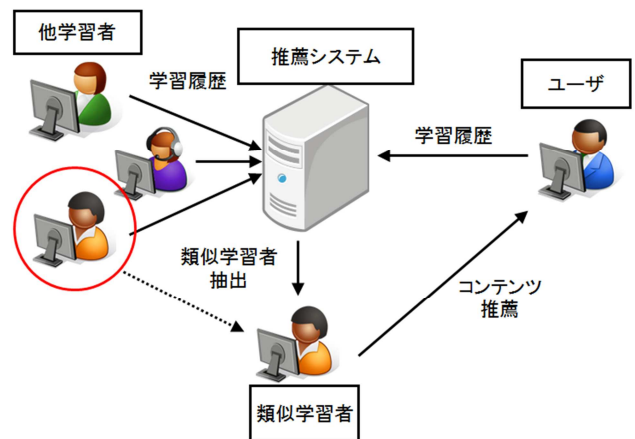 他学習者
推薦システム
ユーザ
学習履歴
学習履歴
類似学習者
抽出
コンテンツ
推薦
類似学習者